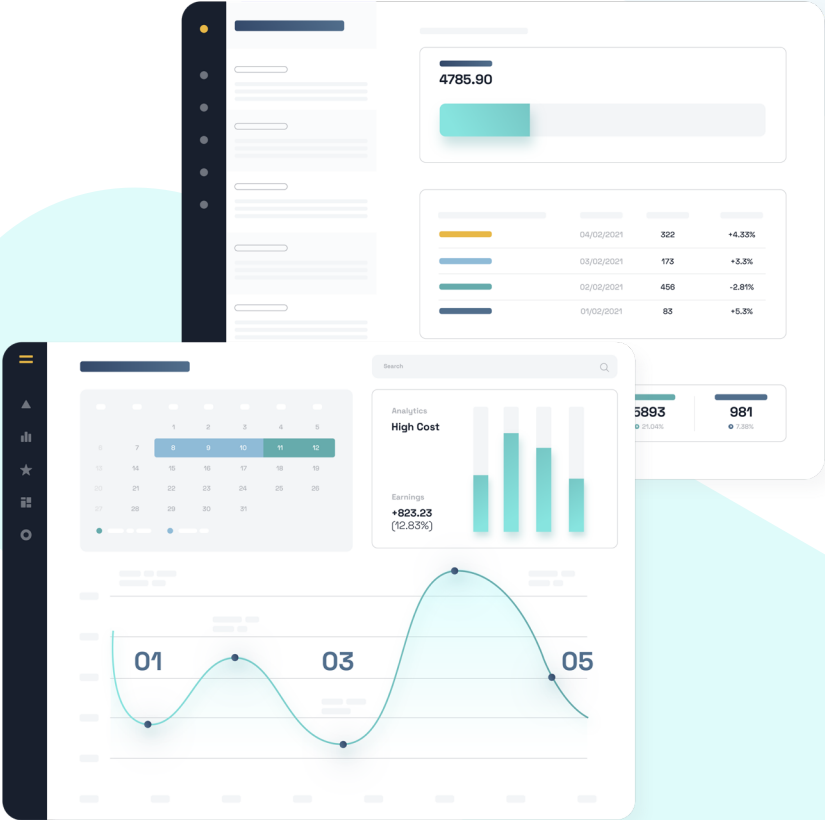 4785.90
04/02/2021 322 +4.33%
03/02/2021 173 +3.3%
02/02/2021 456 -2.81%
01/02/2021 83 +5.3%
5893 981
21.04% 7.38%
Search
Analytics
High Cost
Earnings
+823.23
(12.83%)
1 2 3 4 5
6 7 8 9 10 11 12
13 14 15 16 17 18 19
20 21 22 23 24 25 26
27 28 29 30 31
01 03 05